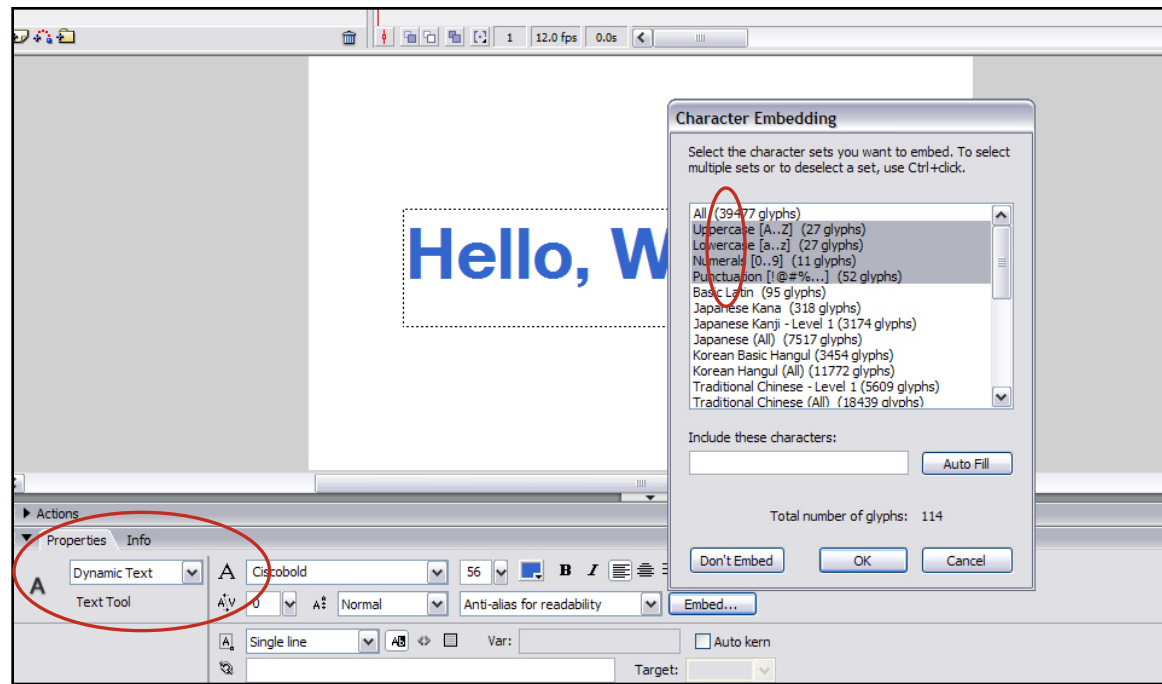 1 12.0 fps 0.0s
Character Embedding
Select the character sets you want to embed. To select
multiple sets or to deselect a set, use Ctrl+click.
All (39477 glyphs)
Uppercase [A..Z] (27 glyphs)
Lowercase [a..z] (27 glyphs)
Numerals [0..9] (11 glyphs)
Punctuation [!@#%...] (52 glyphs)
Basic Latin (95 glyphs)
Japanese Kana (318 glyphs)
Japanese Kanji - Level 1 (3174 glyphs)
Japanese (All) (7517 glyphs)
Korean Basic Hangul (3454 glyphs)
Korean Hangul (All) (11772 glyphs)
Traditional Chinese - Level 1 (5609 glyphs)
Traditional Chinese (All) (18439 glyphs)
Hello, W
Include these characters:
Auto Fill
Total number of glyphs: 114
Don't Embed OK Cancel
Actions
Properties Info
A Dynamic Text A Ciscobold 56 B I
Text Tool A V 0 A Normal Anti-alias for readability Embed...
A Single line AB Var: Auto kern
Target: